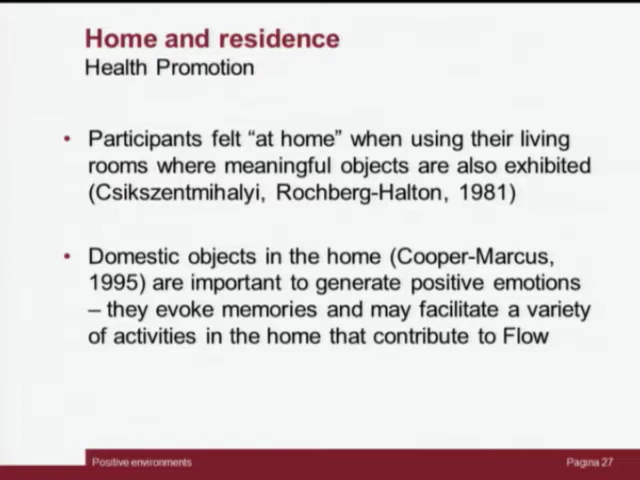 Home and residence
Health Promotion
• Participants felt “at home” when using their living
rooms where meaningful objects are also exhibited
(Csikszentmihalyi, Rochberg-Halton, 1981)
• Domestic objects in the home (Cooper-Marcus,
1995) are important to generate positive emotions
– they evoke memories and may facilitate a variety
of activities in the home that contribute to Flow
Positive environments
Pagina 27